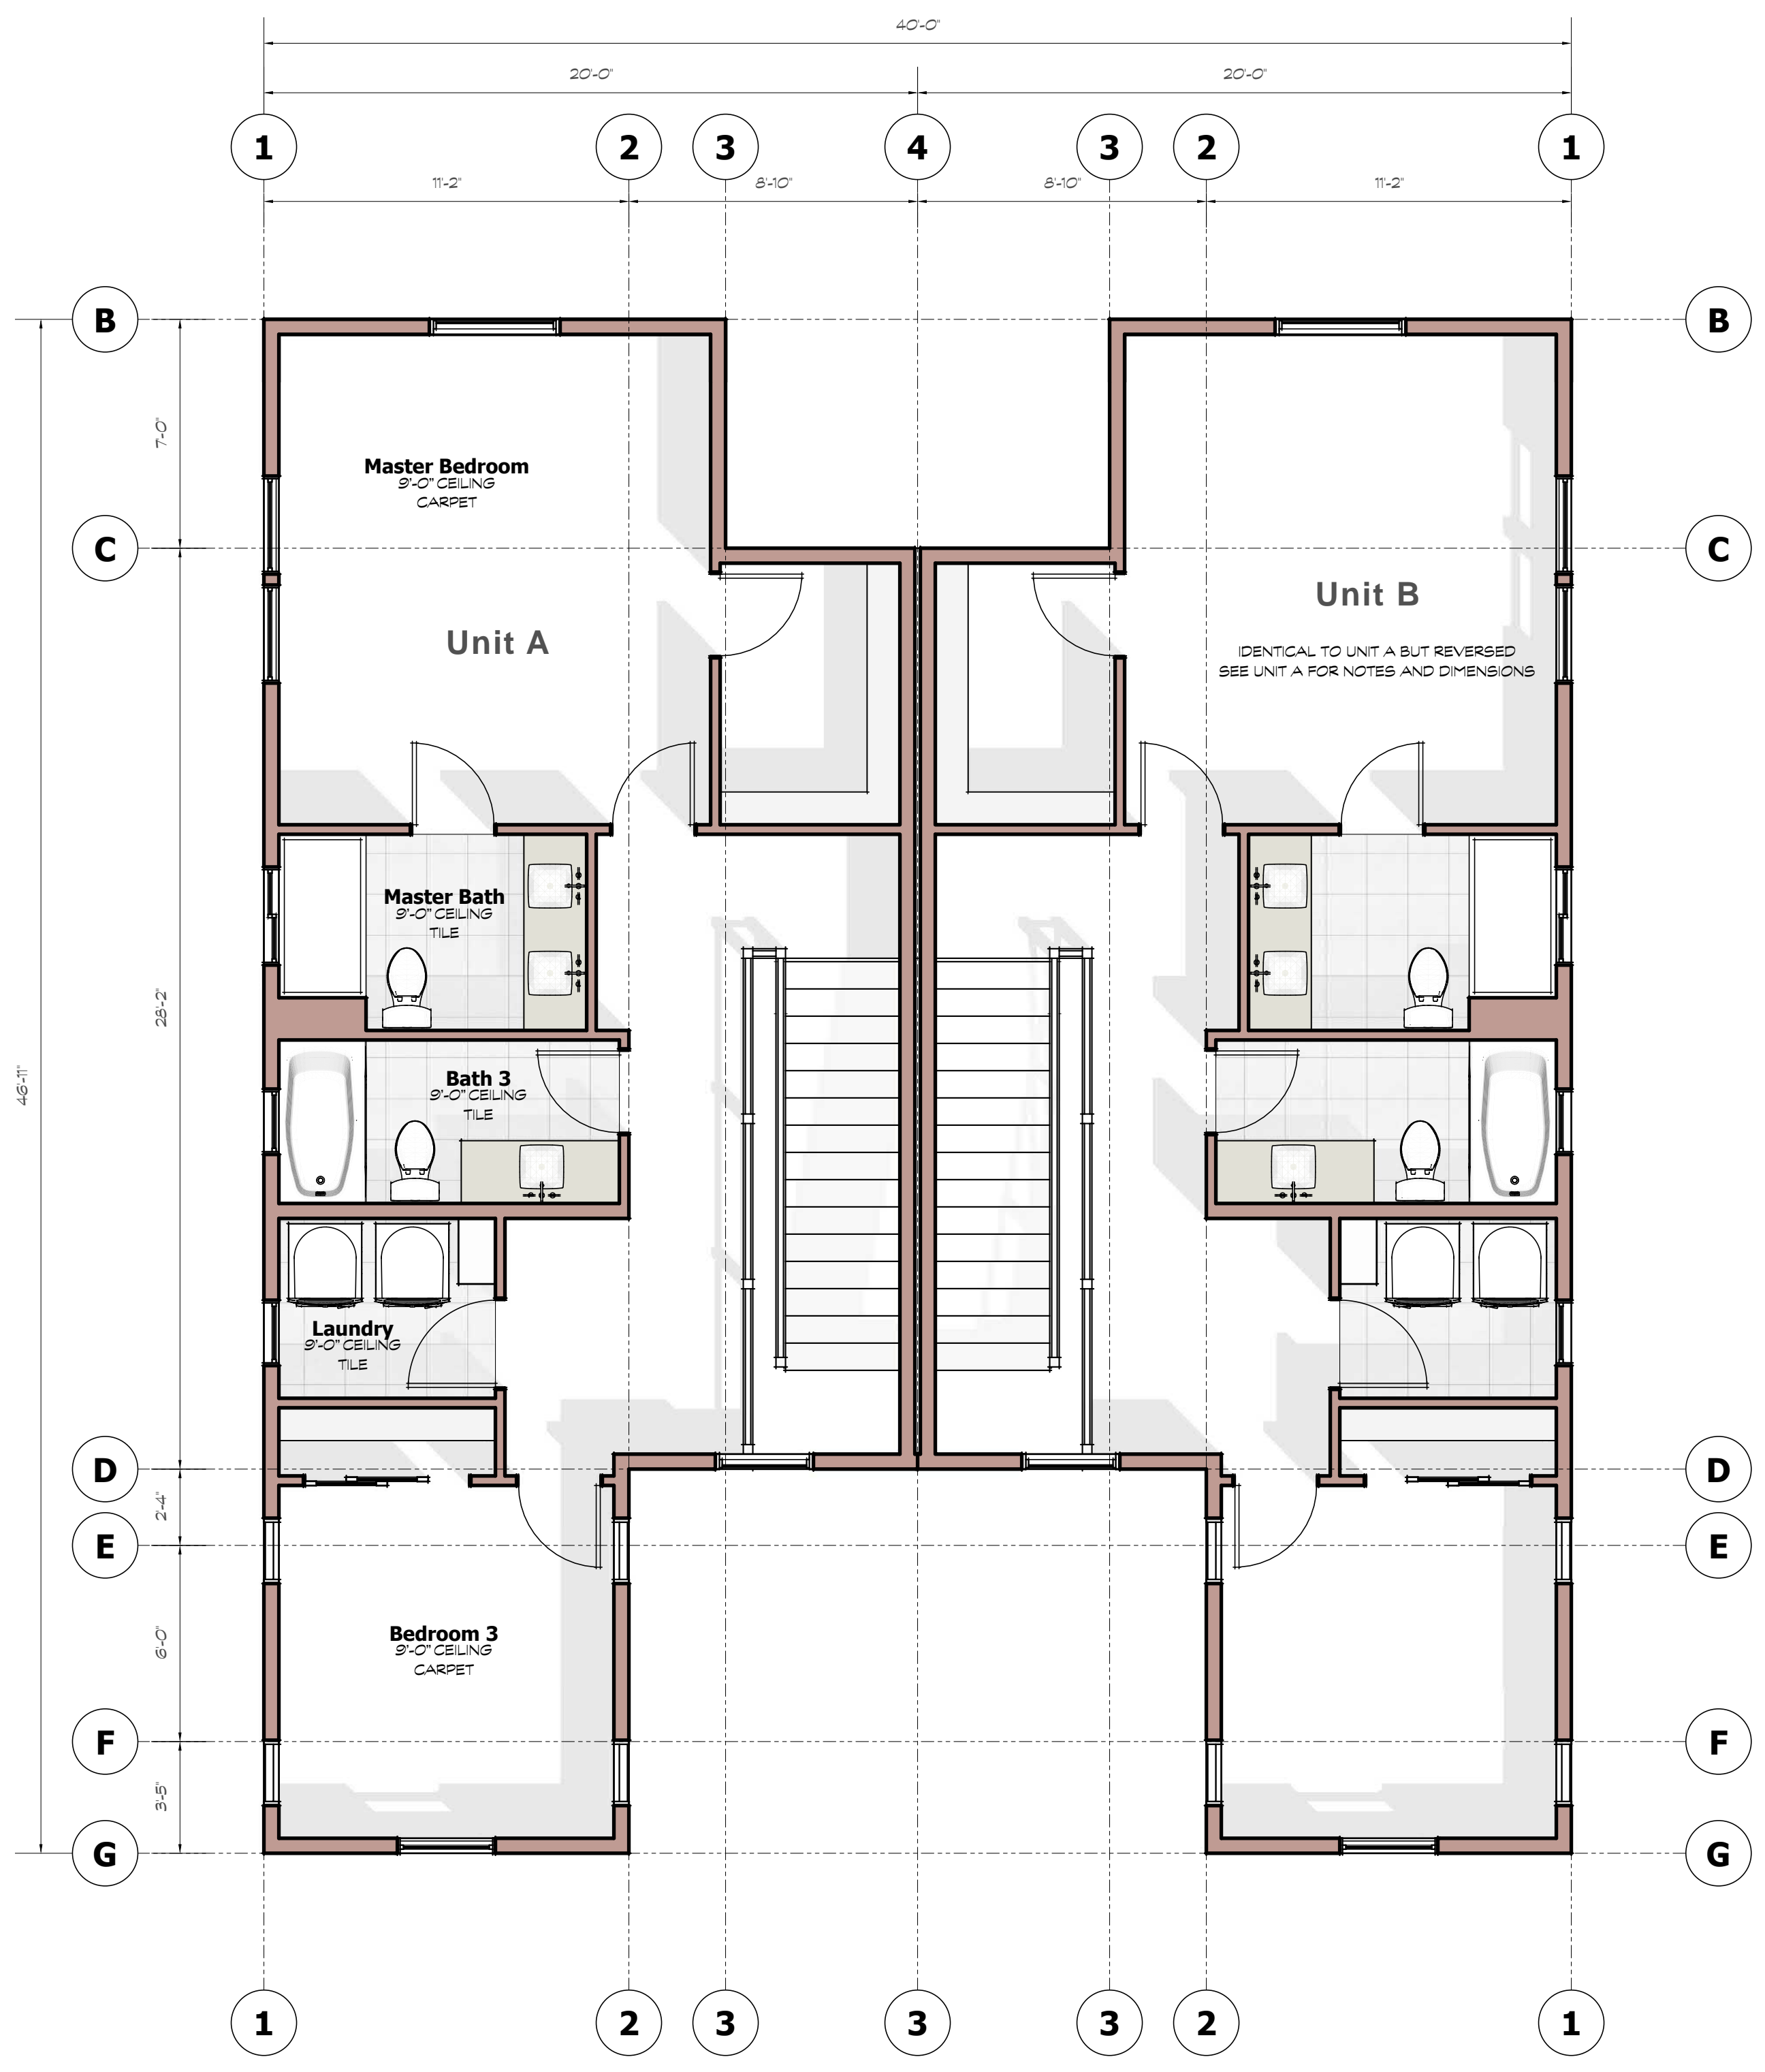 40'-0"
20'-0" 20'-0"
1 2 3 4 3 2 1
11'-2" 8'-10" 8'-10" 11'-2"
B B
7'-0"
Master Bedroom
9'-0" CEILING
CARPET
C C
Unit A
Unit B
IDENTICAL TO UNIT A BUT REVERSED
SEE UNIT A FOR NOTES AND DIMENSIONS
Master Bath
9'-0" CEILING
TILE
28'-2"
46'-11"
Bath 3
9'-0" CEILING
TILE
Laundry
9'-0" CEILING
TILE
D D
2'-4"
E E
6'-0"
Bedroom 3
9'-0" CEILING
CARPET
F F
3'-5"
G G
1 2 3 3 3 2 1